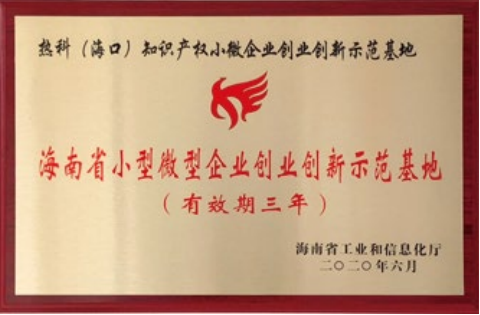 热科（海口）知识产权小微企业创业创新示范基地
海南省小型微型企业创业创新示范基地
（有效期三年）
海南省工业和信息化厅
二〇二〇年六月